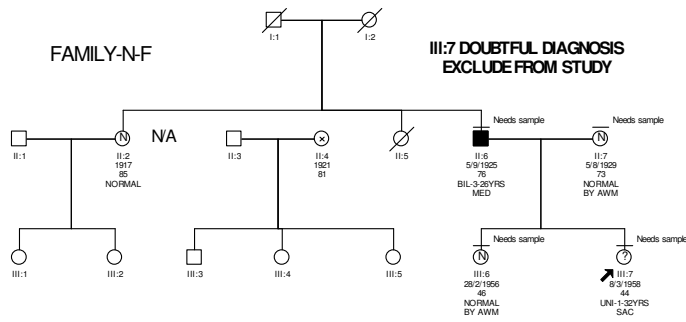 I:1
I:2
FAMILY-N-F
III:7 DOUBTFUL DIAGNOSIS
EXCLUDE FROM STUDY
Needs sample
Needs sample
N
N/A
×
N
II:1
II:2
1917
85
NORMAL
II:3
II:4
1921
81
II:5
II:6
5/9/1925
76
BIL-3-26YRS
MED
II:7
5/8/1929
73
NORMAL
BY AWM
Needs sample
Needs sample
N
?
III:1
III:2
III:3
III:4
III:5
III:6
28/2/1956
46
NORMAL
BY AWM
III:7
8/3/1958
44
UNI-1-32YRS
SAC